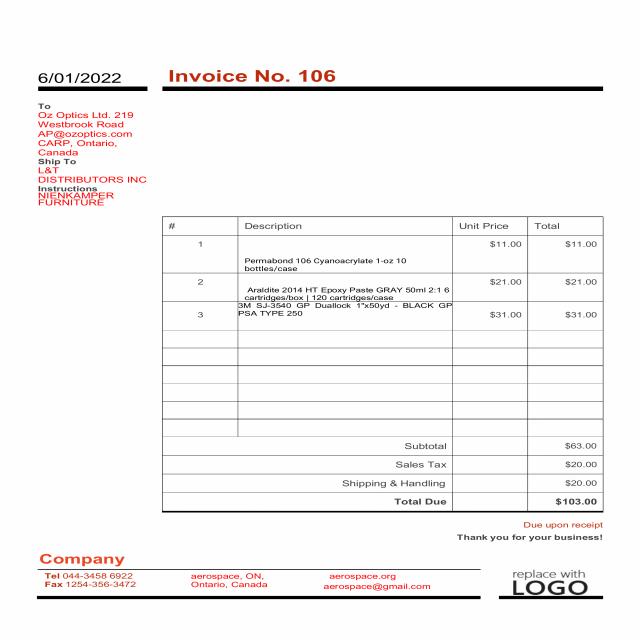 6/01/2022
Invoice No. 106
To
Oz Optics Ltd. 219
Westbrook Road
AP@ozoptics.com
CARP, Ontario,
Canada
Ship To
L&T
DISTRIBUTORS INC
Instructions
NIENKAMPER
FURNITURE
# Description Unit Price Total
1 $11.00 $11.00
Permabond 106 Cyanoacrylate 1-oz 10
bottles/case
2 $21.00 $21.00
Araldite 2014 HT Epoxy Paste GRAY 50ml 2:1 6
cartridges/box | 120 cartridges/case
3M SJ-3540 GP Duallock 1"x50yd - BLACK GP
PSA TYPE 250
3 $31.00 $31.00
Subtotal $63.00
Sales Tax $20.00
Shipping & Handling $20.00
Total Due $103.00
Due upon receipt
Thank you for your business!
Company
Tel 044-3458 6922
Fax 1254-356-3472
aerospace, ON,
Ontario, Canada
aerospace.org
aerospace@gmail.com
replace with
LOGO